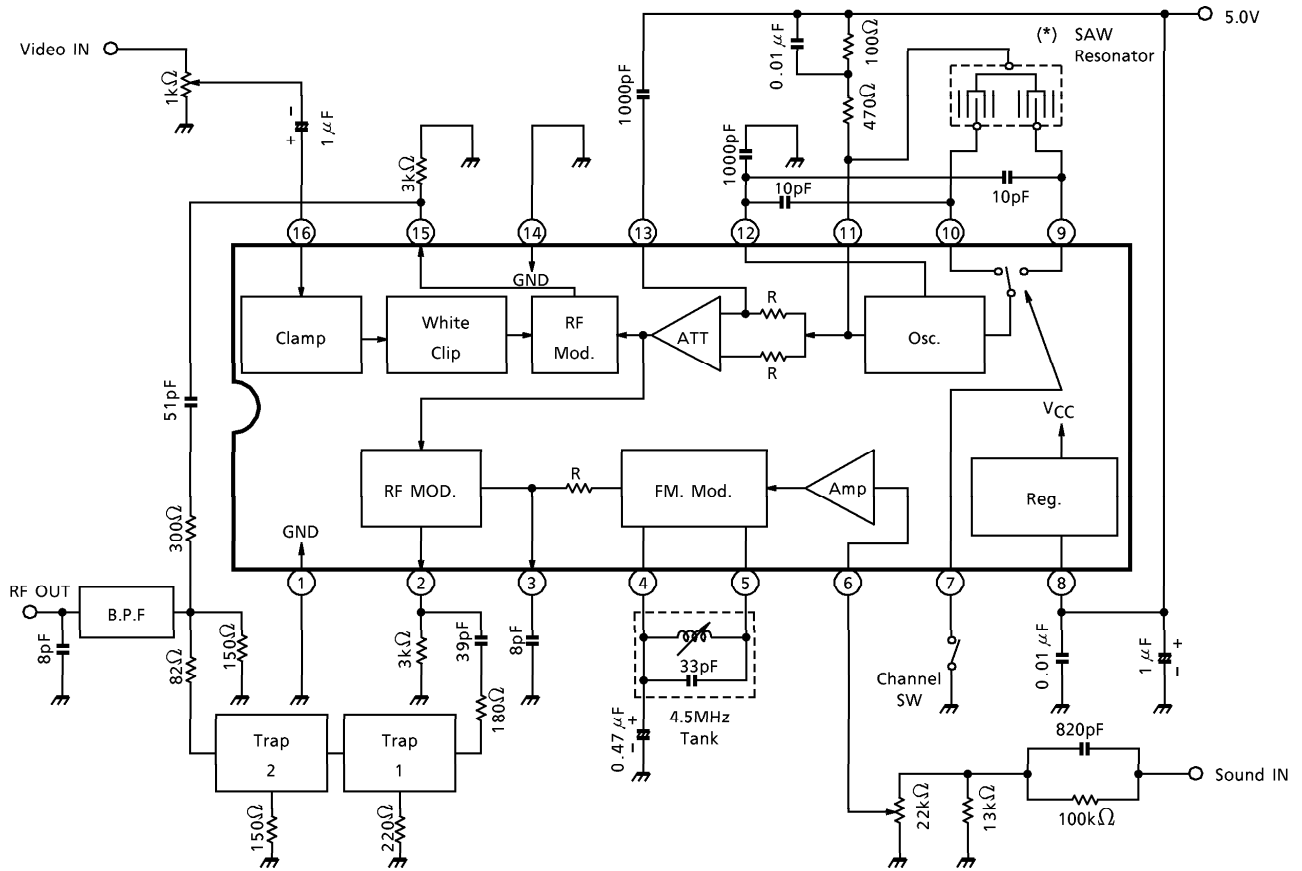 5.0V
(*) SAW
Resonator
Video IN
1kΩ
1μF
+
-
3kΩ
1000pF
0.01μF
100Ω
470Ω
1000pF
10pF
10pF
16
15
14
13
12
11
10
9
GND
Clamp
White
Clip
RF
Mod.
ATT
R
R
Osc.
51pF
VCC
RF MOD.
R
FM. Mod.
Amp
Reg.
300Ω
GND
1
2
3
4
5
6
7
8
RF OUT
B.P.F
8pF
82Ω
150Ω
3kΩ
39pF
8pF
180Ω
33pF
4.5MHz
Tank
0.47μF
+
-
Channel
SW
0.01μF
1μF
+
-
Trap
2
Trap
1
150Ω
220Ω
820pF
Sound IN
22kΩ
13kΩ
100kΩ